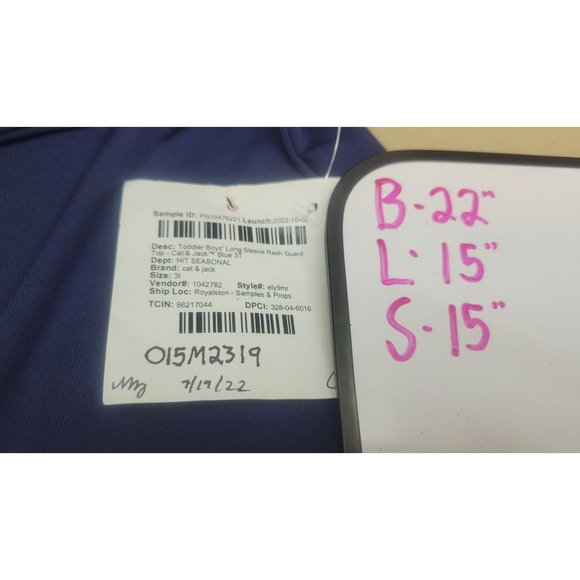 Sample ID: PG10476221 Launch:2022-10-02
Desc: Toddler Boys' Long Sleeve Rash Guard
Top - Cat & Jack™ Blue 3T
Dept: NIT SEASONAL
Brand: cat & jack
Size: 3t
Vendor#: 1042782 Style#: ely9mr
Ship Loc: Royalston - Samples & Props
TCIN: 86217044 DPCI: 328-04-6016
015M2319
7/19/22
B-22"
L-15"
S-15"